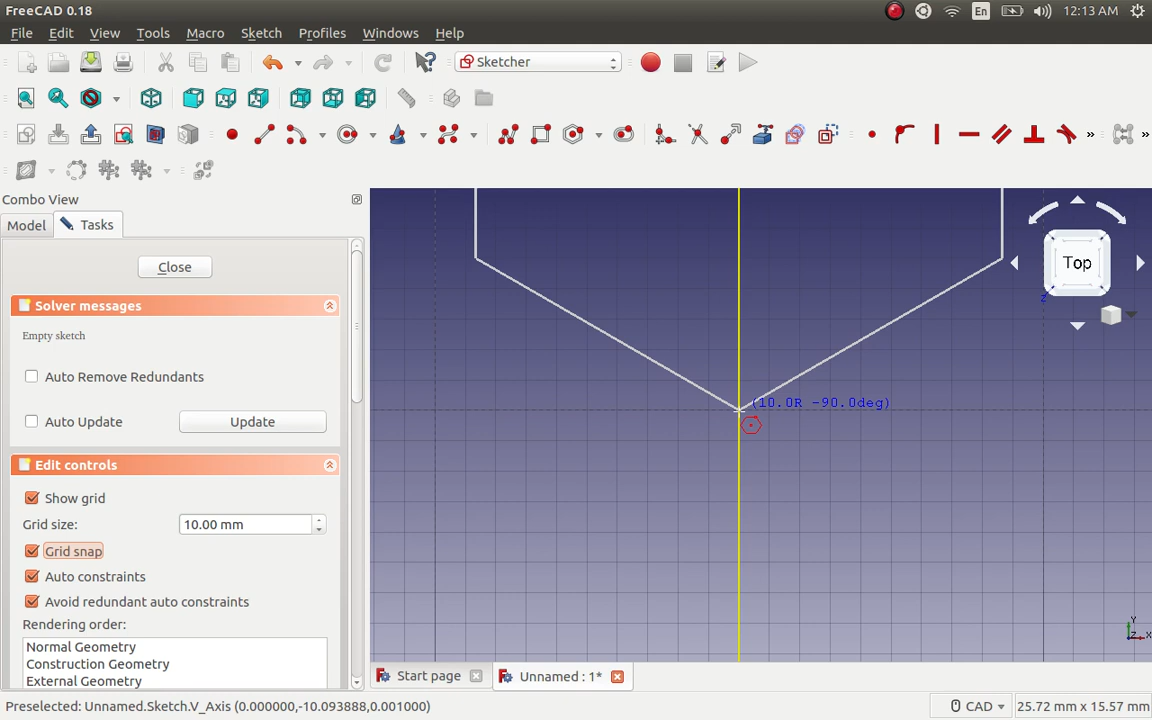 FreeCAD 0.18
En
12:13 AM
File Edit View Tools Macro Sketch Profiles Windows Help
Sketcher
»
»
Combo View
Model
Tasks
Close
Solver messages
Empty sketch
Auto Remove Redundants
Auto Update
Update
Edit controls
Show grid
Grid size:
10.00 mm
Grid snap
Auto constraints
Avoid redundant auto constraints
Rendering order:
Normal Geometry
Construction Geometry
External Geometry
(10.0R -90.0deg)
Top
Z
Y
Z
X
Start page
Unnamed : 1*
Preselected: Unnamed.Sketch.V_Axis (0.000000,-10.093888,0.001000)
CAD
25.72 mm x 15.57 mm